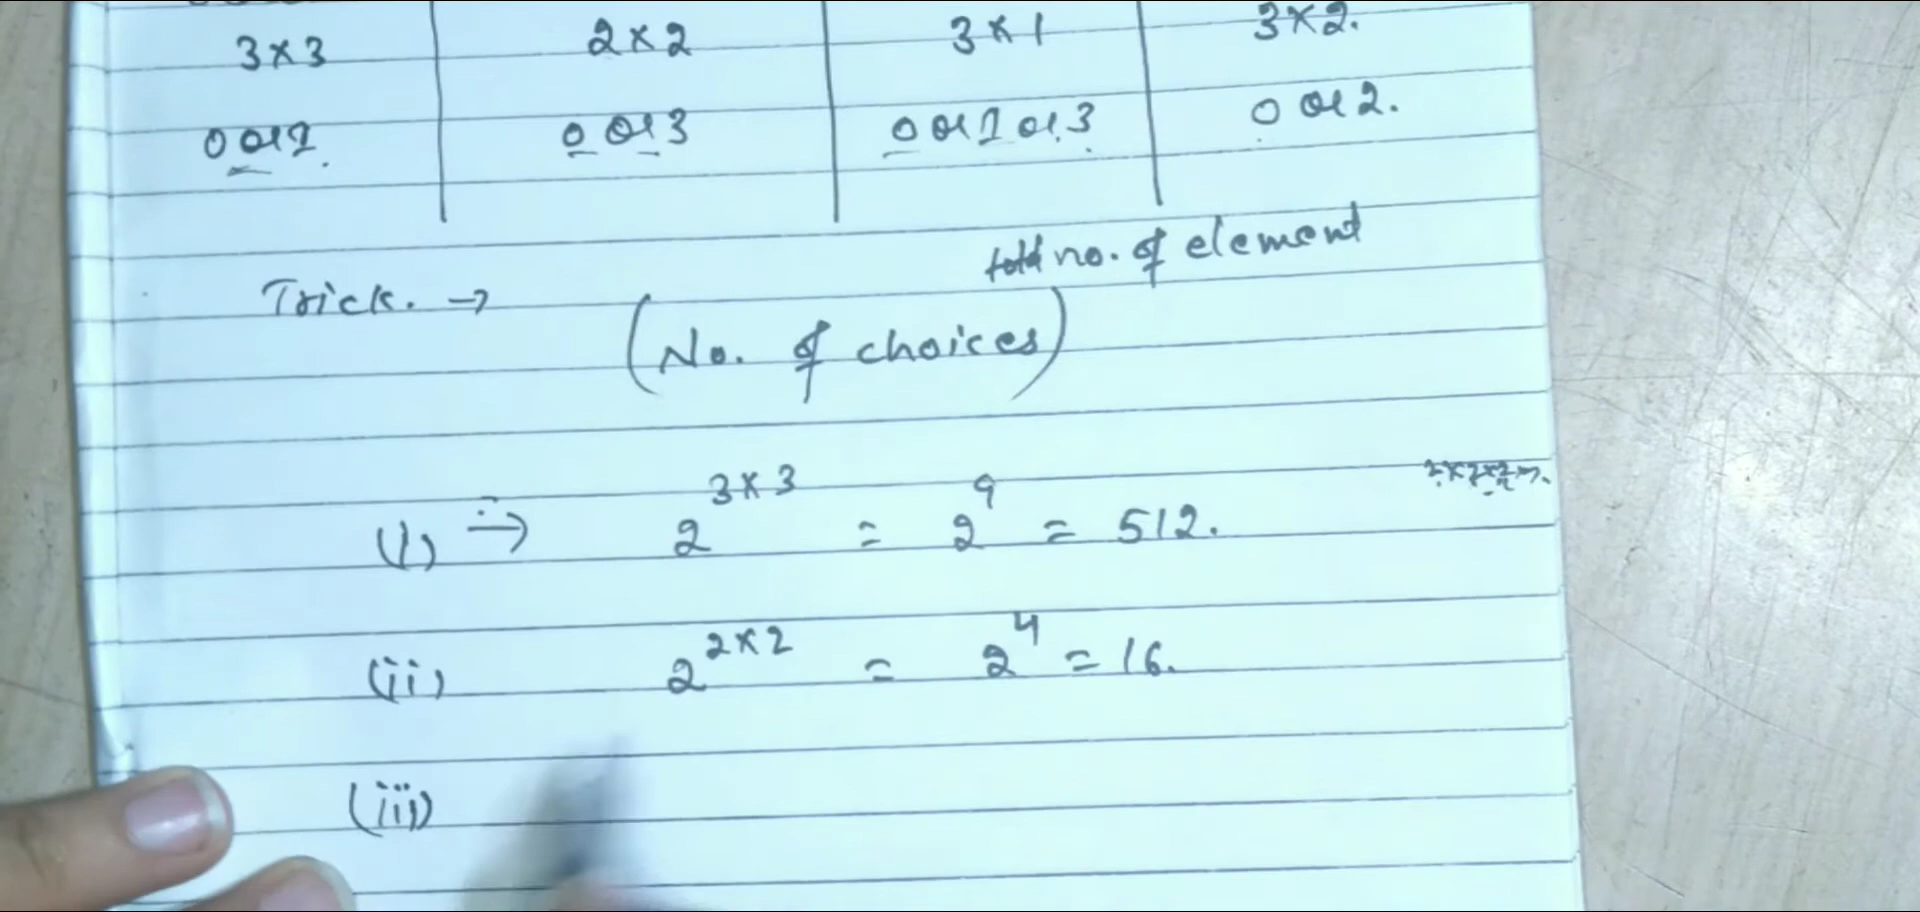 3×3 2×2 3×1 3×2.
0 or 1. 0 or 3 0 or 1 or 3 0 or 2.
Trick. → (No. of choices) total no. of element
(i) → 2^3×3 = 2^9 = 512.
(ii) 2^2×2 = 2^4 = 16.
(iii)